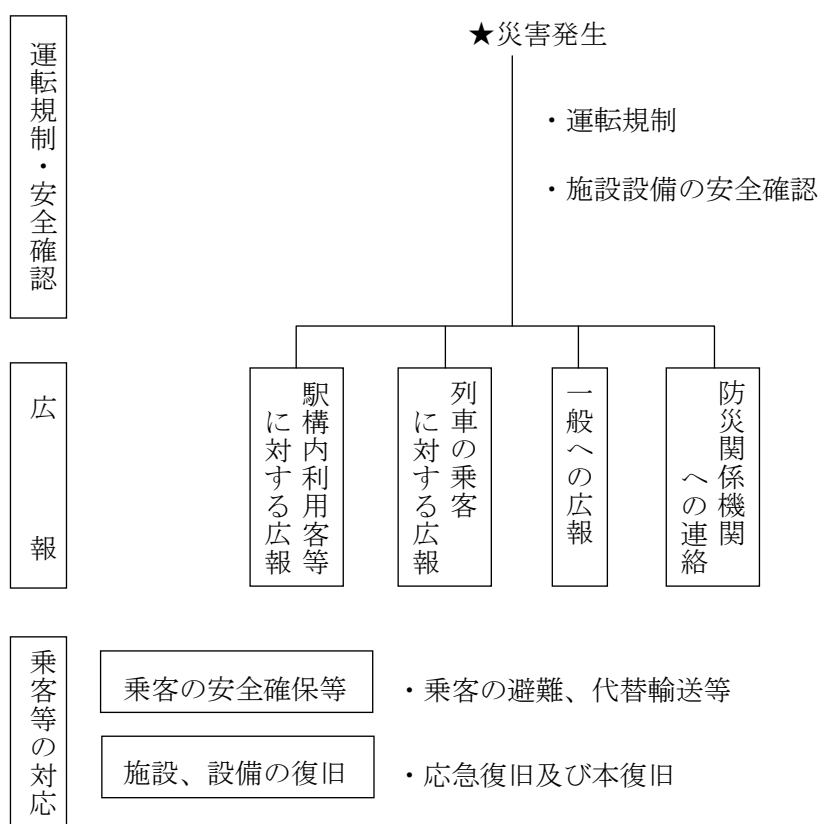 運転規制・安全確認
★災害発生
・運転規制
・施設設備の安全確認
広報
駅構内利用客等
に対する広報
列車の乗客
に対する広報
一般への広報
防災関係機関
への連絡
乗客等の対応
乗客の安全確保等
・乗客の避難、代替輸送等
施設、設備の復旧
・応急復旧及び本復旧